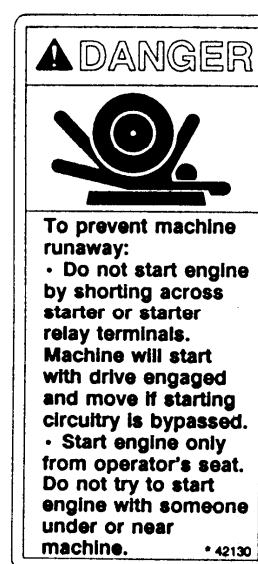 DANGER
To prevent machine
runaway:
• Do not start engine
by shorting across
starter or starter
relay terminals.
Machine will start
with drive engaged
and move if starting
circuitry is bypassed.
• Start engine only
from operator's seat.
Do not try to start
engine with someone
under or near
machine.
* 42130